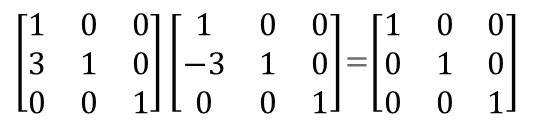 [1 0 0] [1 0 0] = [1 0 0]
[3 1 0] [−3 1 0] [0 1 0]
[0 0 1] [0 0 1] [0 0 1]